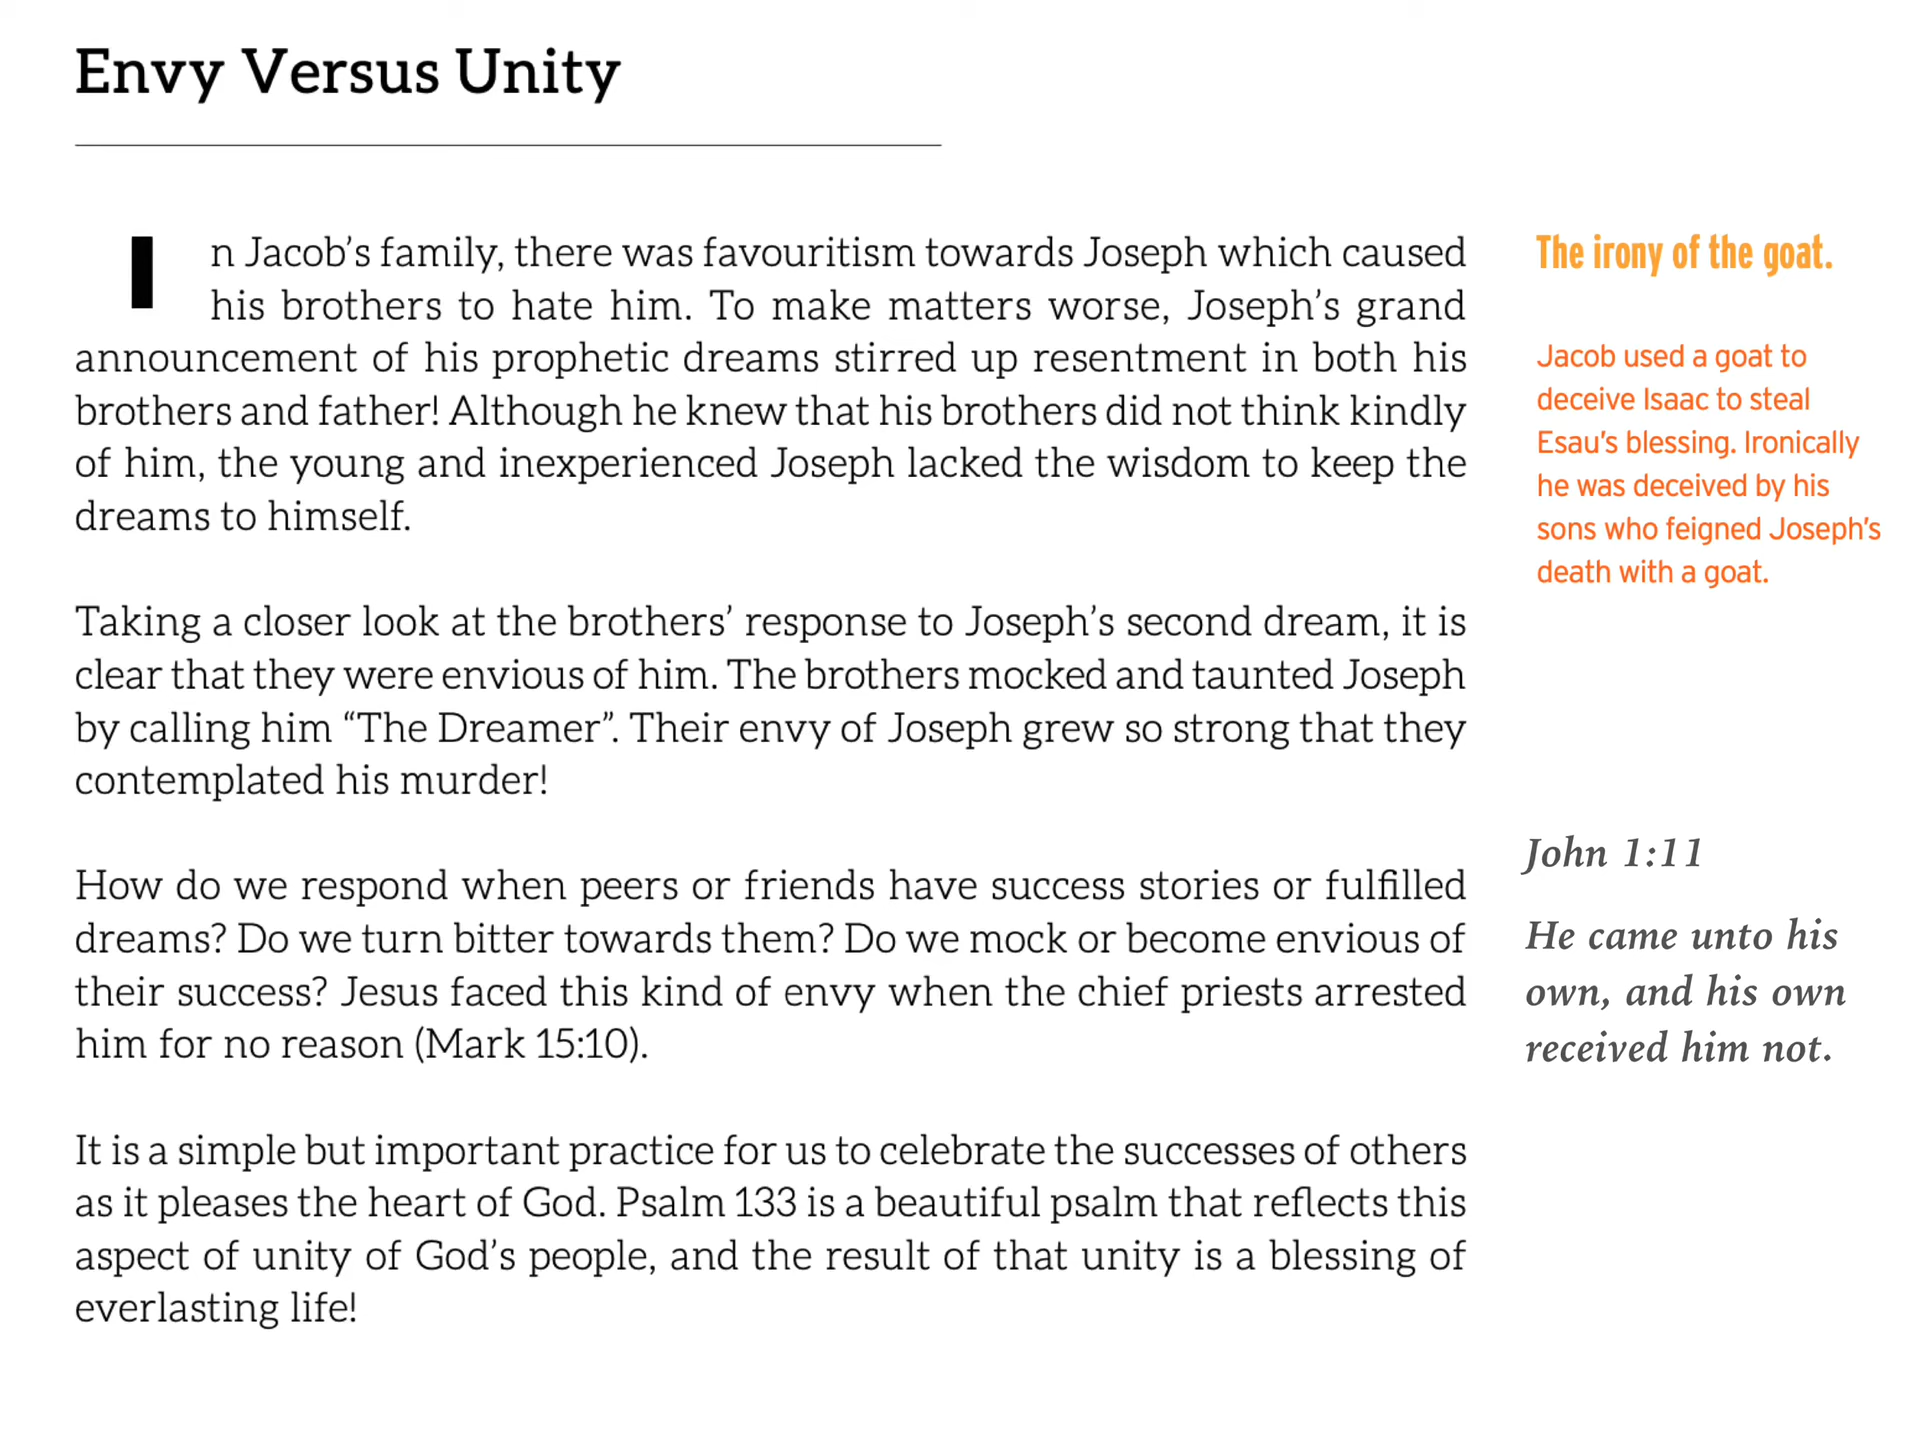 Envy Versus Unity
In Jacob’s family, there was favouritism towards Joseph which caused
his brothers to hate him. To make matters worse, Joseph’s grand
announcement of his prophetic dreams stirred up resentment in both his
brothers and father! Although he knew that his brothers did not think kindly
of him, the young and inexperienced Joseph lacked the wisdom to keep the
dreams to himself.
Taking a closer look at the brothers’ response to Joseph’s second dream, it is
clear that they were envious of him. The brothers mocked and taunted Joseph
by calling him “The Dreamer”. Their envy of Joseph grew so strong that they
contemplated his murder!
How do we respond when peers or friends have success stories or fulfilled
dreams? Do we turn bitter towards them? Do we mock or become envious of
their success? Jesus faced this kind of envy when the chief priests arrested
him for no reason (Mark 15:10).
It is a simple but important practice for us to celebrate the successes of others
as it pleases the heart of God. Psalm 133 is a beautiful psalm that reflects this
aspect of unity of God’s people, and the result of that unity is a blessing of
everlasting life!
The irony of the goat.
Jacob used a goat to
deceive Isaac to steal
Esau’s blessing. Ironically
he was deceived by his
sons who feigned Joseph’s
death with a goat.
John 1:11
He came unto his
own, and his own
received him not.